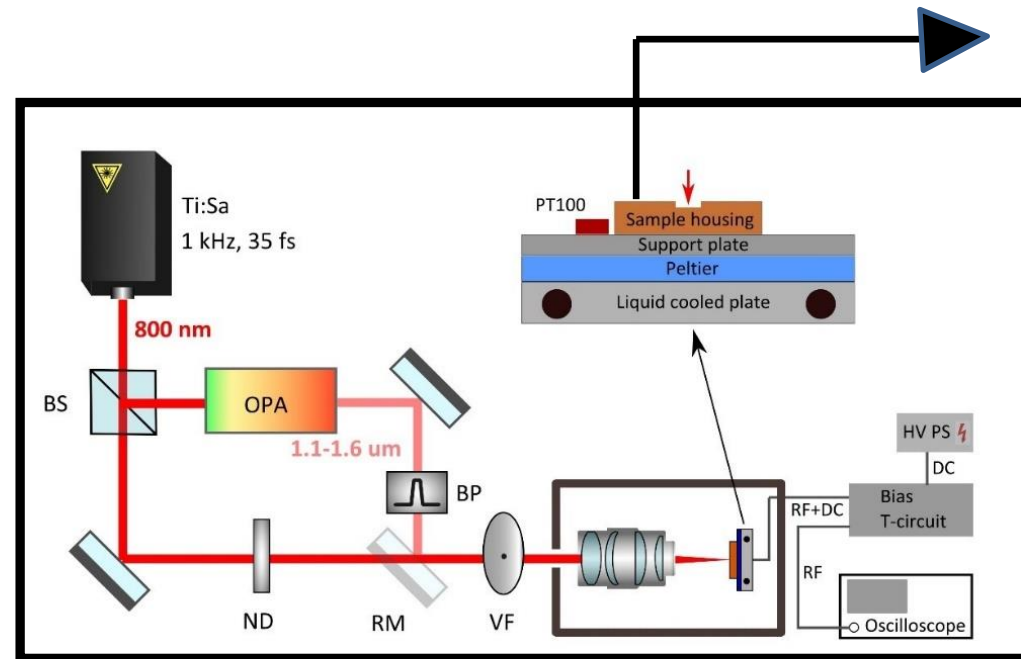 Ti:Sa
1 kHz, 35 fs
800 nm
PT100
Sample housing
Support plate
Peltier
Liquid cooled plate
BS
OPA
1.1-1.6 um
BP
HV PS
DC
Bias
T-circuit
RF+DC
RF
Oscilloscope
ND
RM
VF